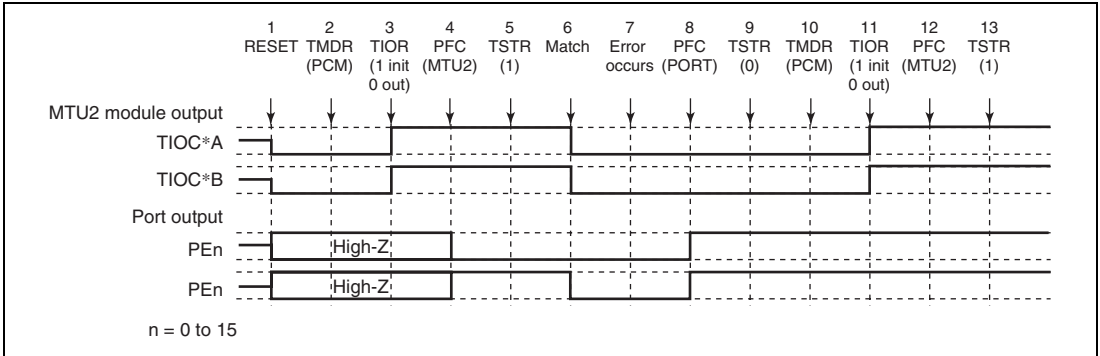 1 2 3 4 5 6 7 8 9 10 11 12 13
RESET TMDR TIOR PFC TSTR Match Error PFC TSTR TMDR TIOR PFC TSTR
(PCM) (1 init (MTU2) (1) occurs (PORT) (0) (PCM) (1 init (MTU2) (1)
0 out) 0 out)
MTU2 module output
TIOC*A
TIOC*B
Port output
PEn High-Z
PEn High-Z
n = 0 to 15